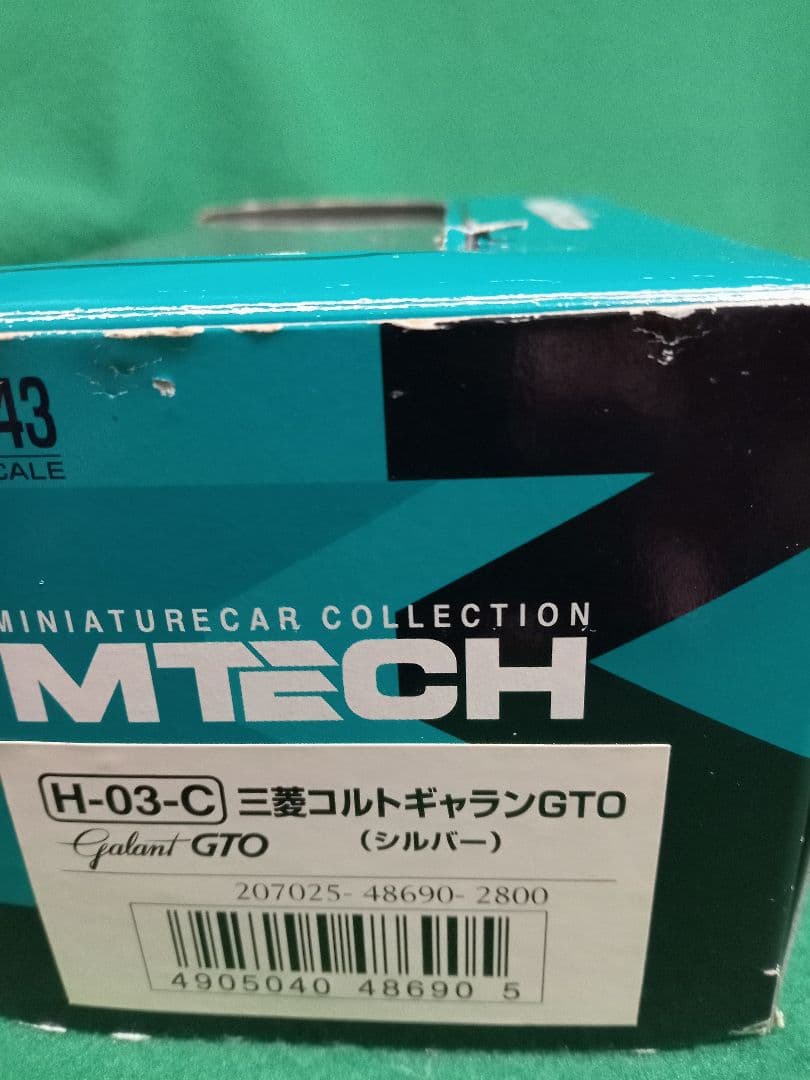 43
SCALE
MINIATURECAR COLLECTION
MTECH
H-03-C 三菱コルトギャランGTO
Galant GTO （シルバー）
207025-48690-2800
4905040 48690 5